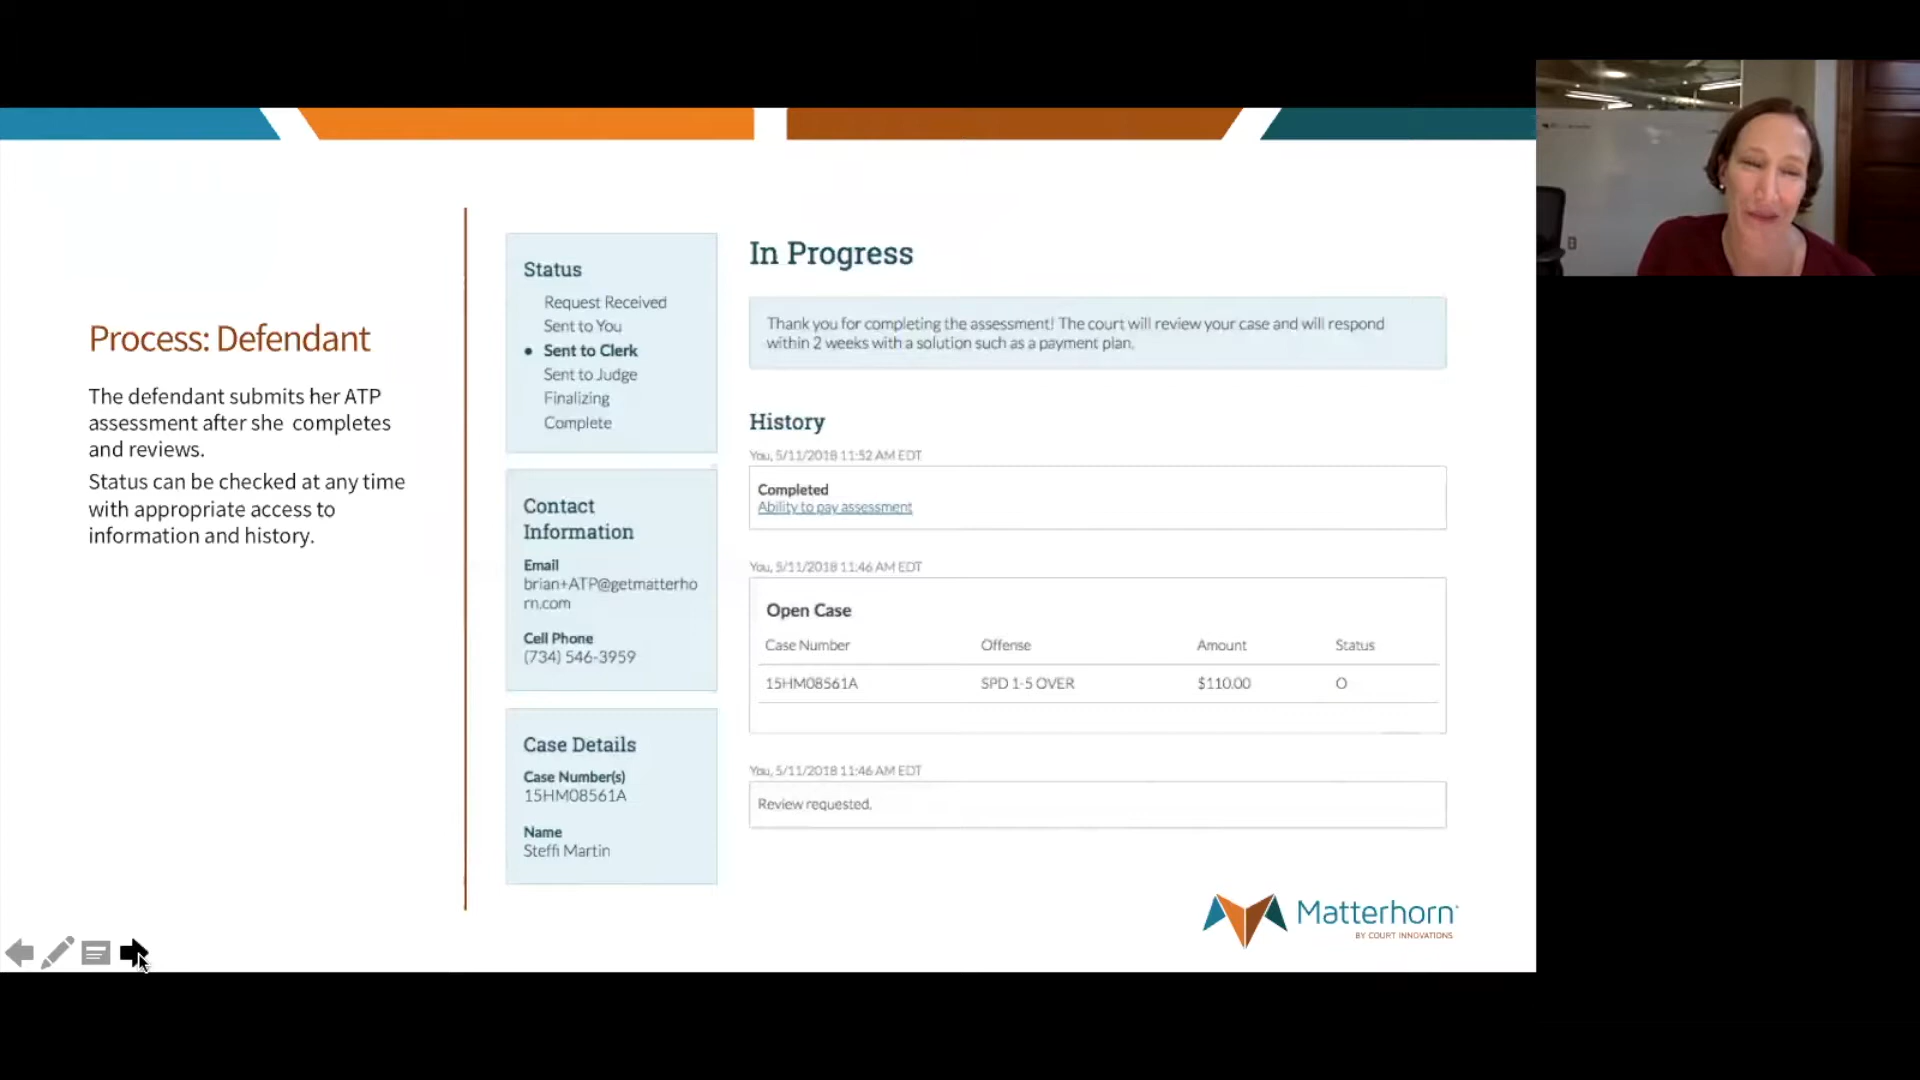 Process: Defendant
The defendant submits her ATP
assessment after she completes
and reviews.
Status can be checked at any time
with appropriate access to
information and history.
Status
Request Received
Sent to You
Sent to Clerk
Sent to Judge
Finalizing
Complete
Contact
Information
Email
brian+ATP@getmatterho
rn.com
Cell Phone
(734) 546-3959
Case Details
Case Number(s)
15HM08561A
Name
Steffi Martin
In Progress
Thank you for completing the assessment! The court will review your case and will respond
within 2 weeks with a solution such as a payment plan.
History
You, 5/11/2018 11:52 AM EDT
Completed
Ability to pay assessment
You, 5/11/2018 11:46 AM EDT
Open Case
Case Number Offense Amount Status
15HM08561A SPD 1-5 OVER $110.00 O
You, 5/11/2018 11:46 AM EDT
Review requested.
Matterhorn
BY COURT INNOVATIONS